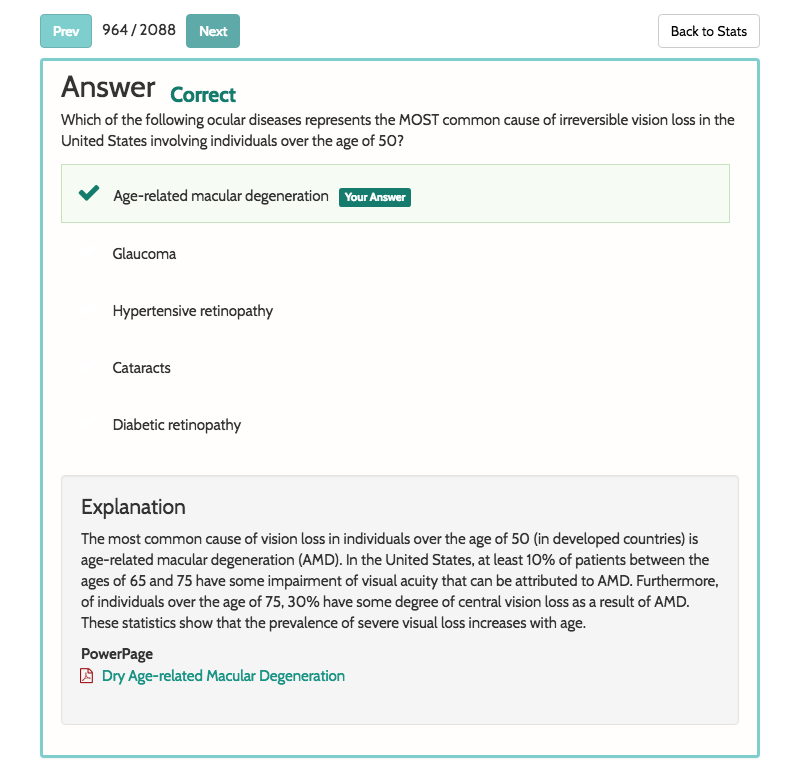 Prev 964 / 2088 Next Back to Stats
Answer Correct
Which of the following ocular diseases represents the MOST common cause of irreversible vision loss in the
United States involving individuals over the age of 50?
Age-related macular degeneration Your Answer
Glaucoma
Hypertensive retinopathy
Cataracts
Diabetic retinopathy
Explanation
The most common cause of vision loss in individuals over the age of 50 (in developed countries) is
age-related macular degeneration (AMD). In the United States, at least 10% of patients between the
ages of 65 and 75 have some impairment of visual acuity that can be attributed to AMD. Furthermore,
of individuals over the age of 75, 30% have some degree of central vision loss as a result of AMD.
These statistics show that the prevalence of severe visual loss increases with age.
PowerPage
Dry Age-related Macular Degeneration